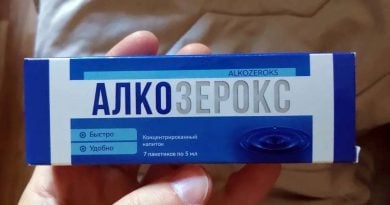 ALKOZEROKS
АЛКОЗЕРОКС
Быстро
Удобно
Концентрированный
напиток
7 пакетиков по 5 мл